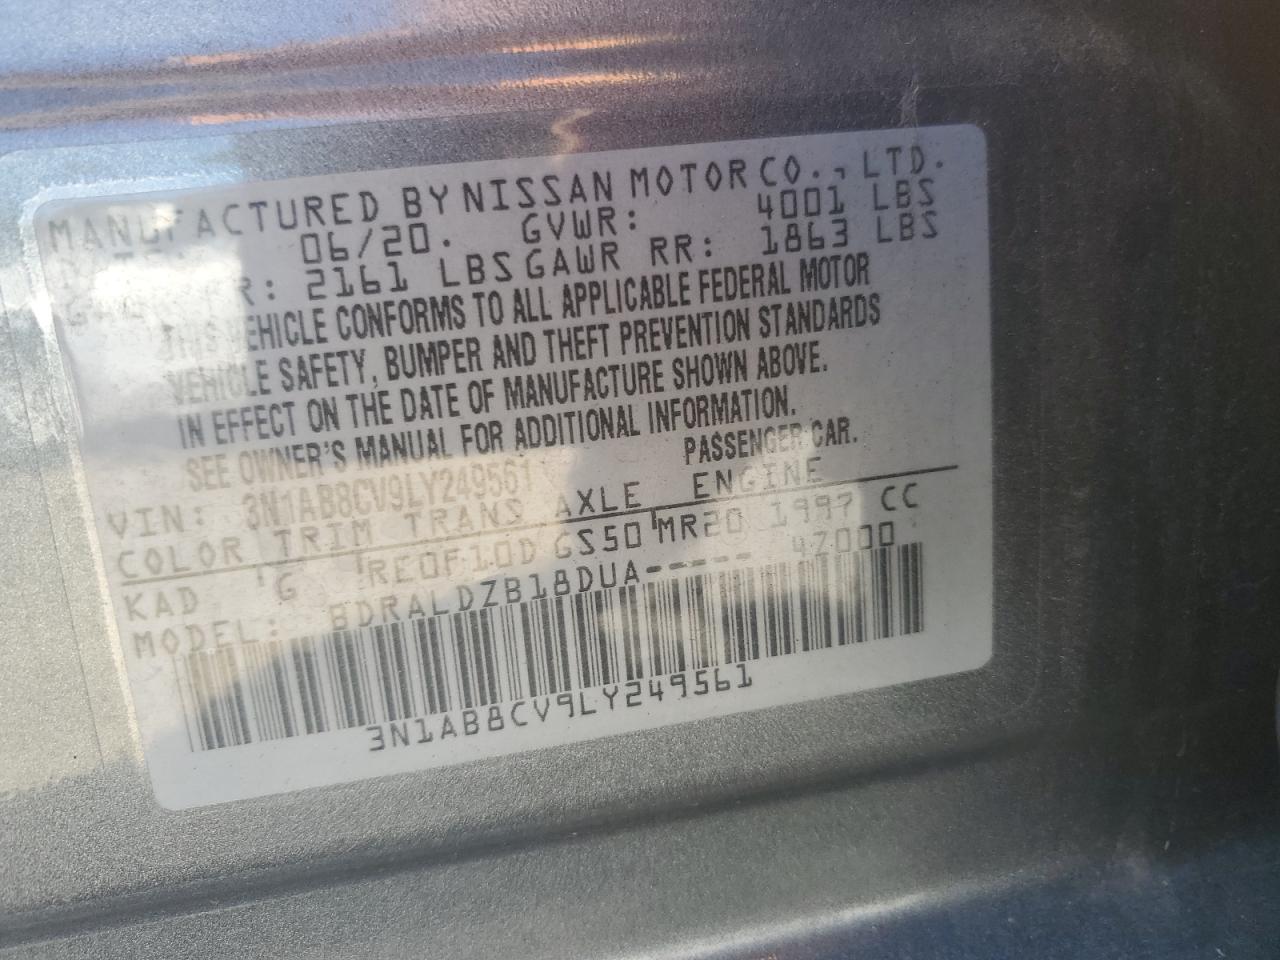 MANUFACTURED BY NISSAN MOTOR CO., LTD.
06/20. GVWR: 4001 LBS
R: 2161 LBS GAWR RR: 1863 LBS
THIS VEHICLE CONFORMS TO ALL APPLICABLE FEDERAL MOTOR
VEHICLE SAFETY, BUMPER AND THEFT PREVENTION STANDARDS
IN EFFECT ON THE DATE OF MANUFACTURE SHOWN ABOVE.
SEE OWNER'S MANUAL FOR ADDITIONAL INFORMATION.
VIN: 3N1AB8CV9LY249561 PASSENGER CAR.
COLOR TRIM TRANS AXLE ENGINE
KAD G RE0F10D GS50 MR20 1997 CC
MODEL: BDRALDZB18DUA----- 47000
3N1AB8CV9LY249561